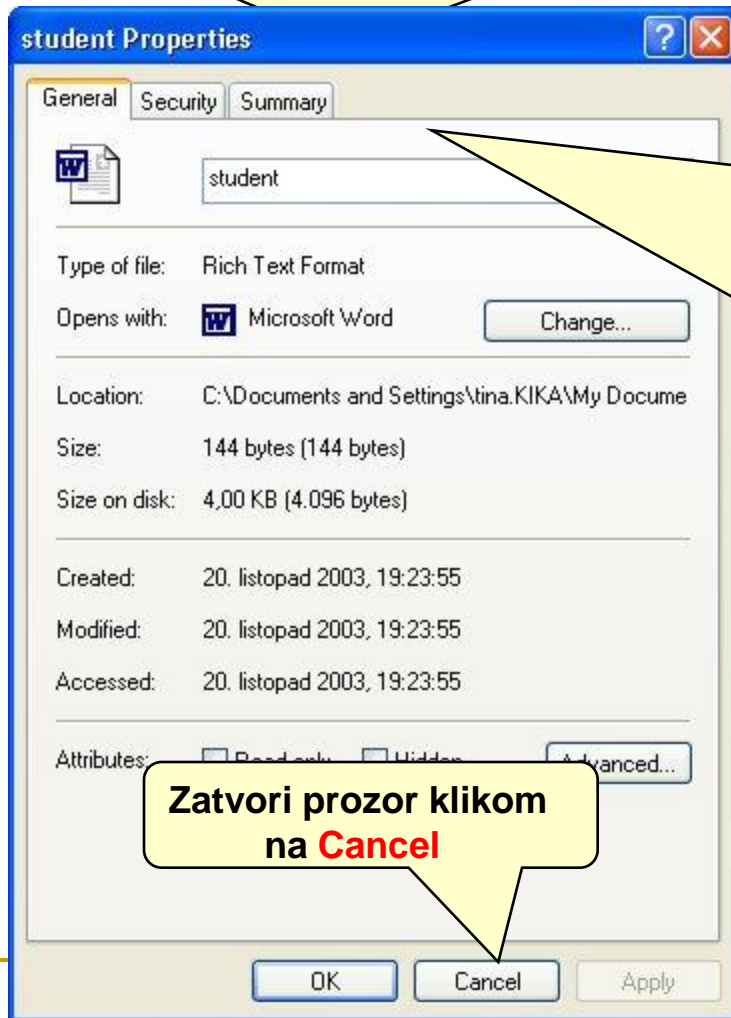 student Properties
General Security Summary
student
Type of file: Rich Text Format
Opens with: Microsoft Word Change...
Location: C:\Documents and Settings\tina.KIKA\My Docume
Size: 144 bytes (144 bytes)
Size on disk: 4,00 KB (4.096 bytes)
Created: 20. listopad 2003, 19:23:55
Modified: 20. listopad 2003, 19:23:55
Accessed: 20. listopad 2003, 19:23:55
Attributes: Advanced...
Zatvori prozor klikom
na Cancel
OK Cancel Apply